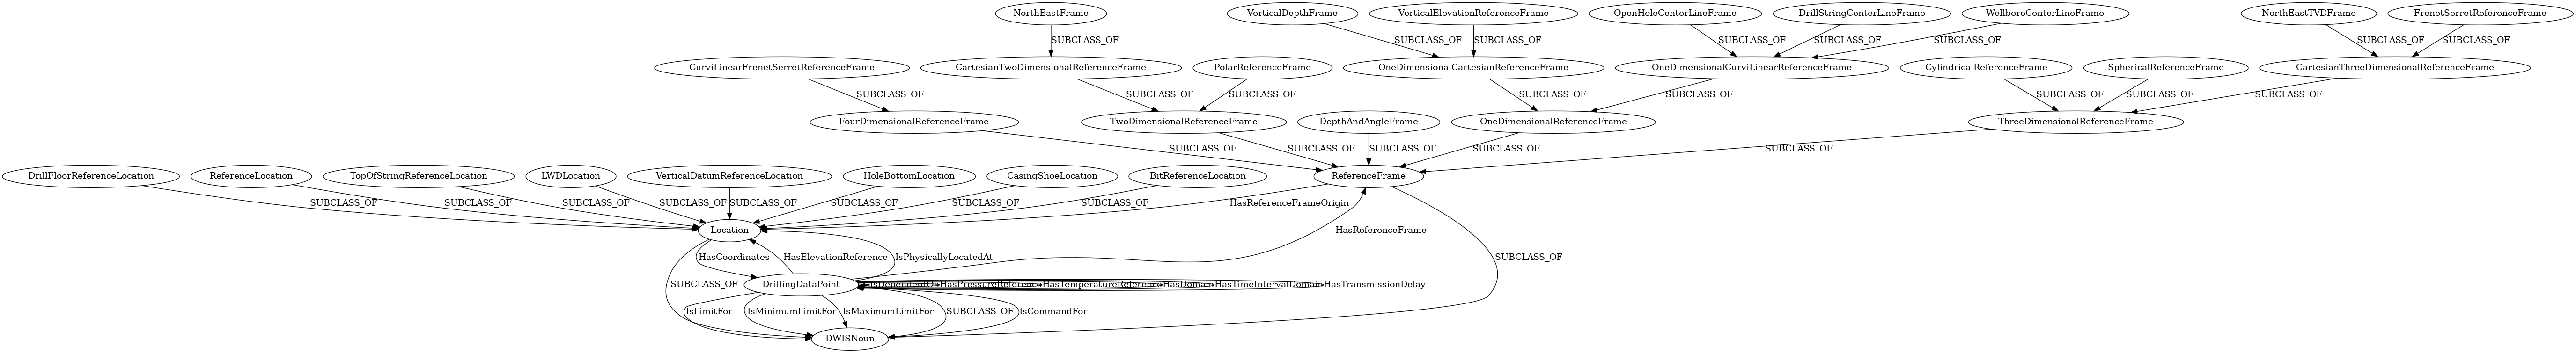 NorthEastFrame
VerticalDepthFrame
VerticalElevationReferenceFrame
OpenHoleCenterLineFrame
DrillStringCenterLineFrame
WellboreCenterLineFrame
NorthEastTVDFrame
FrenetSerretReferenceFrame
SUBCLASS_OF
SUBCLASS_OF
SUBCLASS_OF
SUBCLASS_OF
SUBCLASS_OF
SUBCLASS_OF
SUBCLASS_OF
SUBCLASS_OF
CurviLinearFrenetSerretReferenceFrame
CartesianTwoDimensionalReferenceFrame
PolarReferenceFrame
OneDimensionalCartesianReferenceFrame
OneDimensionalCurviLinearReferenceFrame
CylindricalReferenceFrame
SphericalReferenceFrame
CartesianThreeDimensionalReferenceFrame
SUBCLASS_OF
SUBCLASS_OF
SUBCLASS_OF
SUBCLASS_OF
SUBCLASS_OF
SUBCLASS_OF
SUBCLASS_OF
SUBCLASS_OF
FourDimensionalReferenceFrame
TwoDimensionalReferenceFrame
DepthAndAngleFrame
OneDimensionalReferenceFrame
ThreeDimensionalReferenceFrame
SUBCLASS_OF
SUBCLASS_OF
SUBCLASS_OF
SUBCLASS_OF
SUBCLASS_OF
DrillFloorReferenceLocation
ReferenceLocation
TopOfStringReferenceLocation
LWDLocation
VerticalDatumReferenceLocation
HoleBottomLocation
CasingShoeLocation
BitReferenceLocation
ReferenceFrame
SUBCLASS_OF
SUBCLASS_OF
SUBCLASS_OF
SUBCLASS_OF
SUBCLASS_OF
SUBCLASS_OF
SUBCLASS_OF
SUBCLASS_OF
HasReferenceFrameOrigin
Location
HasReferenceFrame
HasCoordinates
HasElevationReference
IsPhysicallyLocatedAt
SUBCLASS_OF
SUBCLASS_OF
DrillingDataPoint
IsDependentOn
HasPressureReference
HasTemperatureReference
HasDomain
HasTimeIntervalDomain
HasTransmissionDelay
IsLimitFor
IsMinimumLimitFor
IsMaximumLimitFor
SUBCLASS_OF
IsCommandFor
DWISNoun